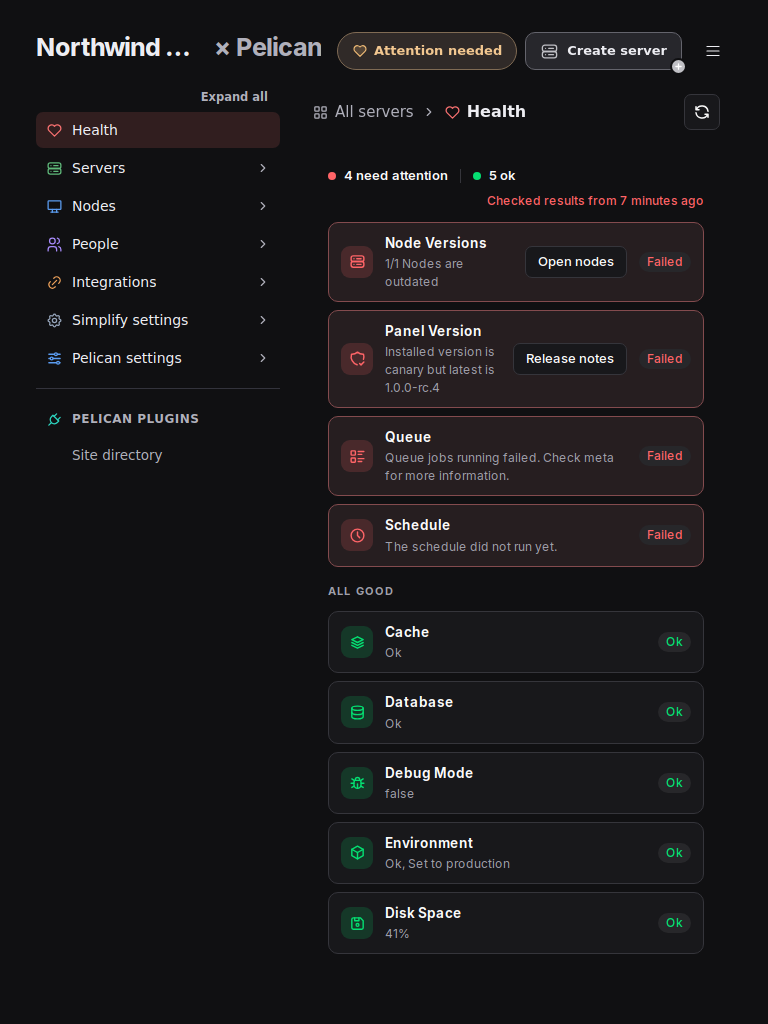 Northwind ... × Pelican
Attention needed
Create server
Expand all
Health
Servers
Nodes
People
Integrations
Simplify settings
Pelican settings
PELICAN PLUGINS
Site directory
All servers > Health
4 need attention
5 ok
Checked results from 7 minutes ago
Node Versions
1/1 Nodes are
outdated
Open nodes
Failed
Panel Version
Installed version is
canary but latest is
1.0.0-rc.4
Release notes
Failed
Queue
Queue jobs running failed. Check meta
for more information.
Failed
Schedule
The schedule did not run yet.
Failed
ALL GOOD
Cache
Ok
Ok
Database
Ok
Ok
Debug Mode
false
Ok
Environment
Ok, Set to production
Ok
Disk Space
41%
Ok